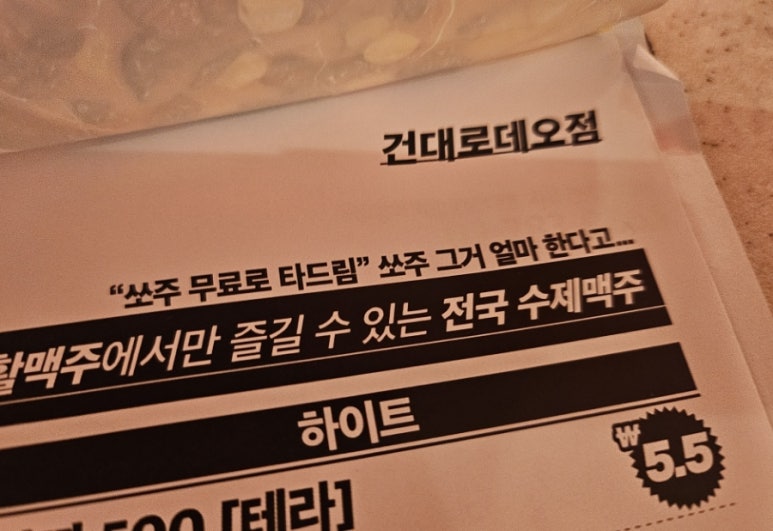 건대로데오점
“쏘주 무료로 타드림” 쏘주 그거 얼마 한다고...
할맥주에서만 즐길 수 있는 전국 수제맥주
하이트
₩
5.5
500 [테라]